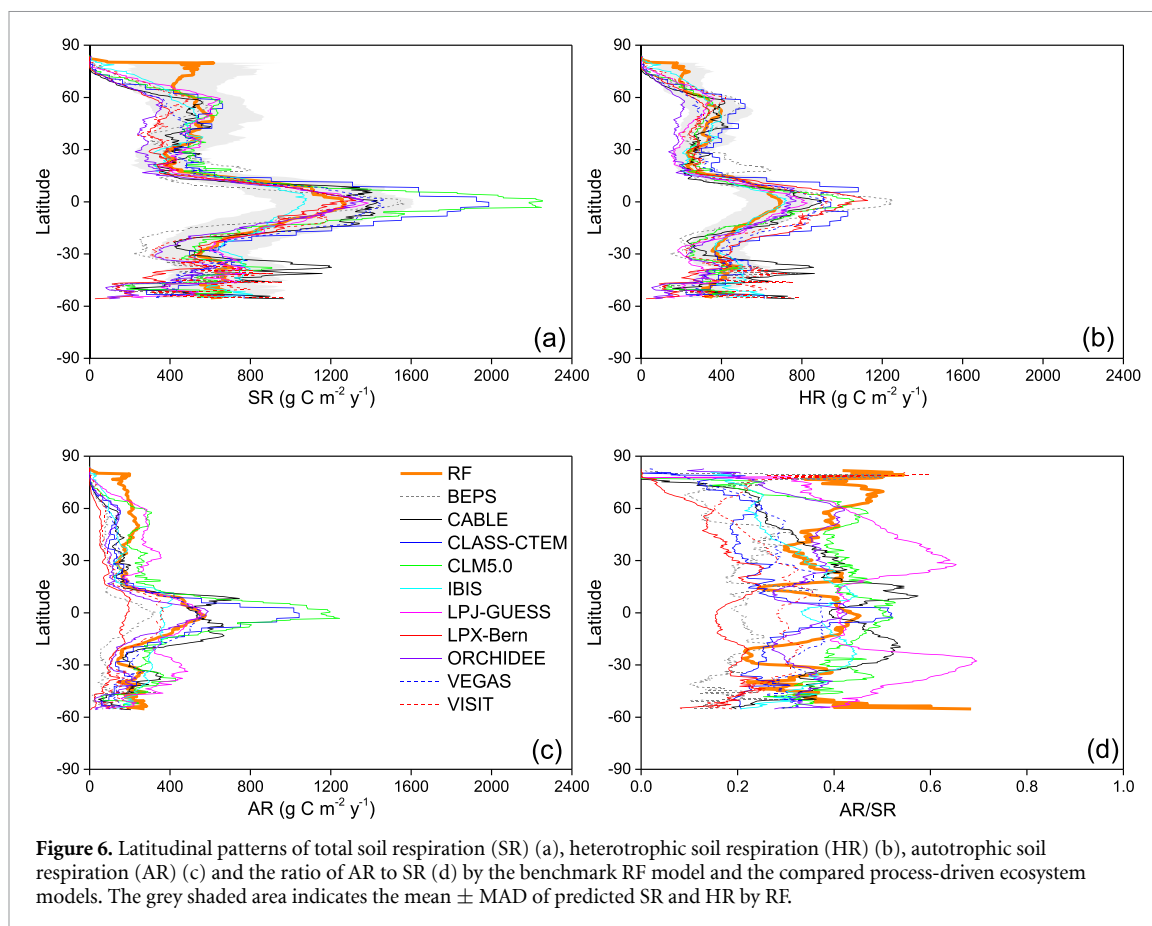 90
60
30
0
-30
-60
-90
Latitude
0 400 800 1200 1600 2000 2400
SR (g C m⁻² y⁻¹)
(a)
90
60
30
0
-30
-60
-90
Latitude
0 400 800 1200 1600 2000 2400
HR (g C m⁻² y⁻¹)
(b)
90
60
30
0
-30
-60
-90
Latitude
0 400 800 1200 1600 2000 2400
AR (g C m⁻² y⁻¹)
RF
BEPS
CABLE
CLASS-CTEM
CLM5.0
IBIS
LPJ-GUESS
LPX-Bern
ORCHIDEE
VEGAS
VISIT
(c)
90
60
30
0
-30
-60
-90
Latitude
0.0 0.2 0.4 0.6 0.8 1.0
AR/SR
(d)
Figure 6. Latitudinal patterns of total soil respiration (SR) (a), heterotrophic soil respiration (HR) (b), autotrophic soil
respiration (AR) (c) and the ratio of AR to SR (d) by the benchmark RF model and the compared process-driven ecosystem
models. The grey shaded area indicates the mean ± MAD of predicted SR and HR by RF.